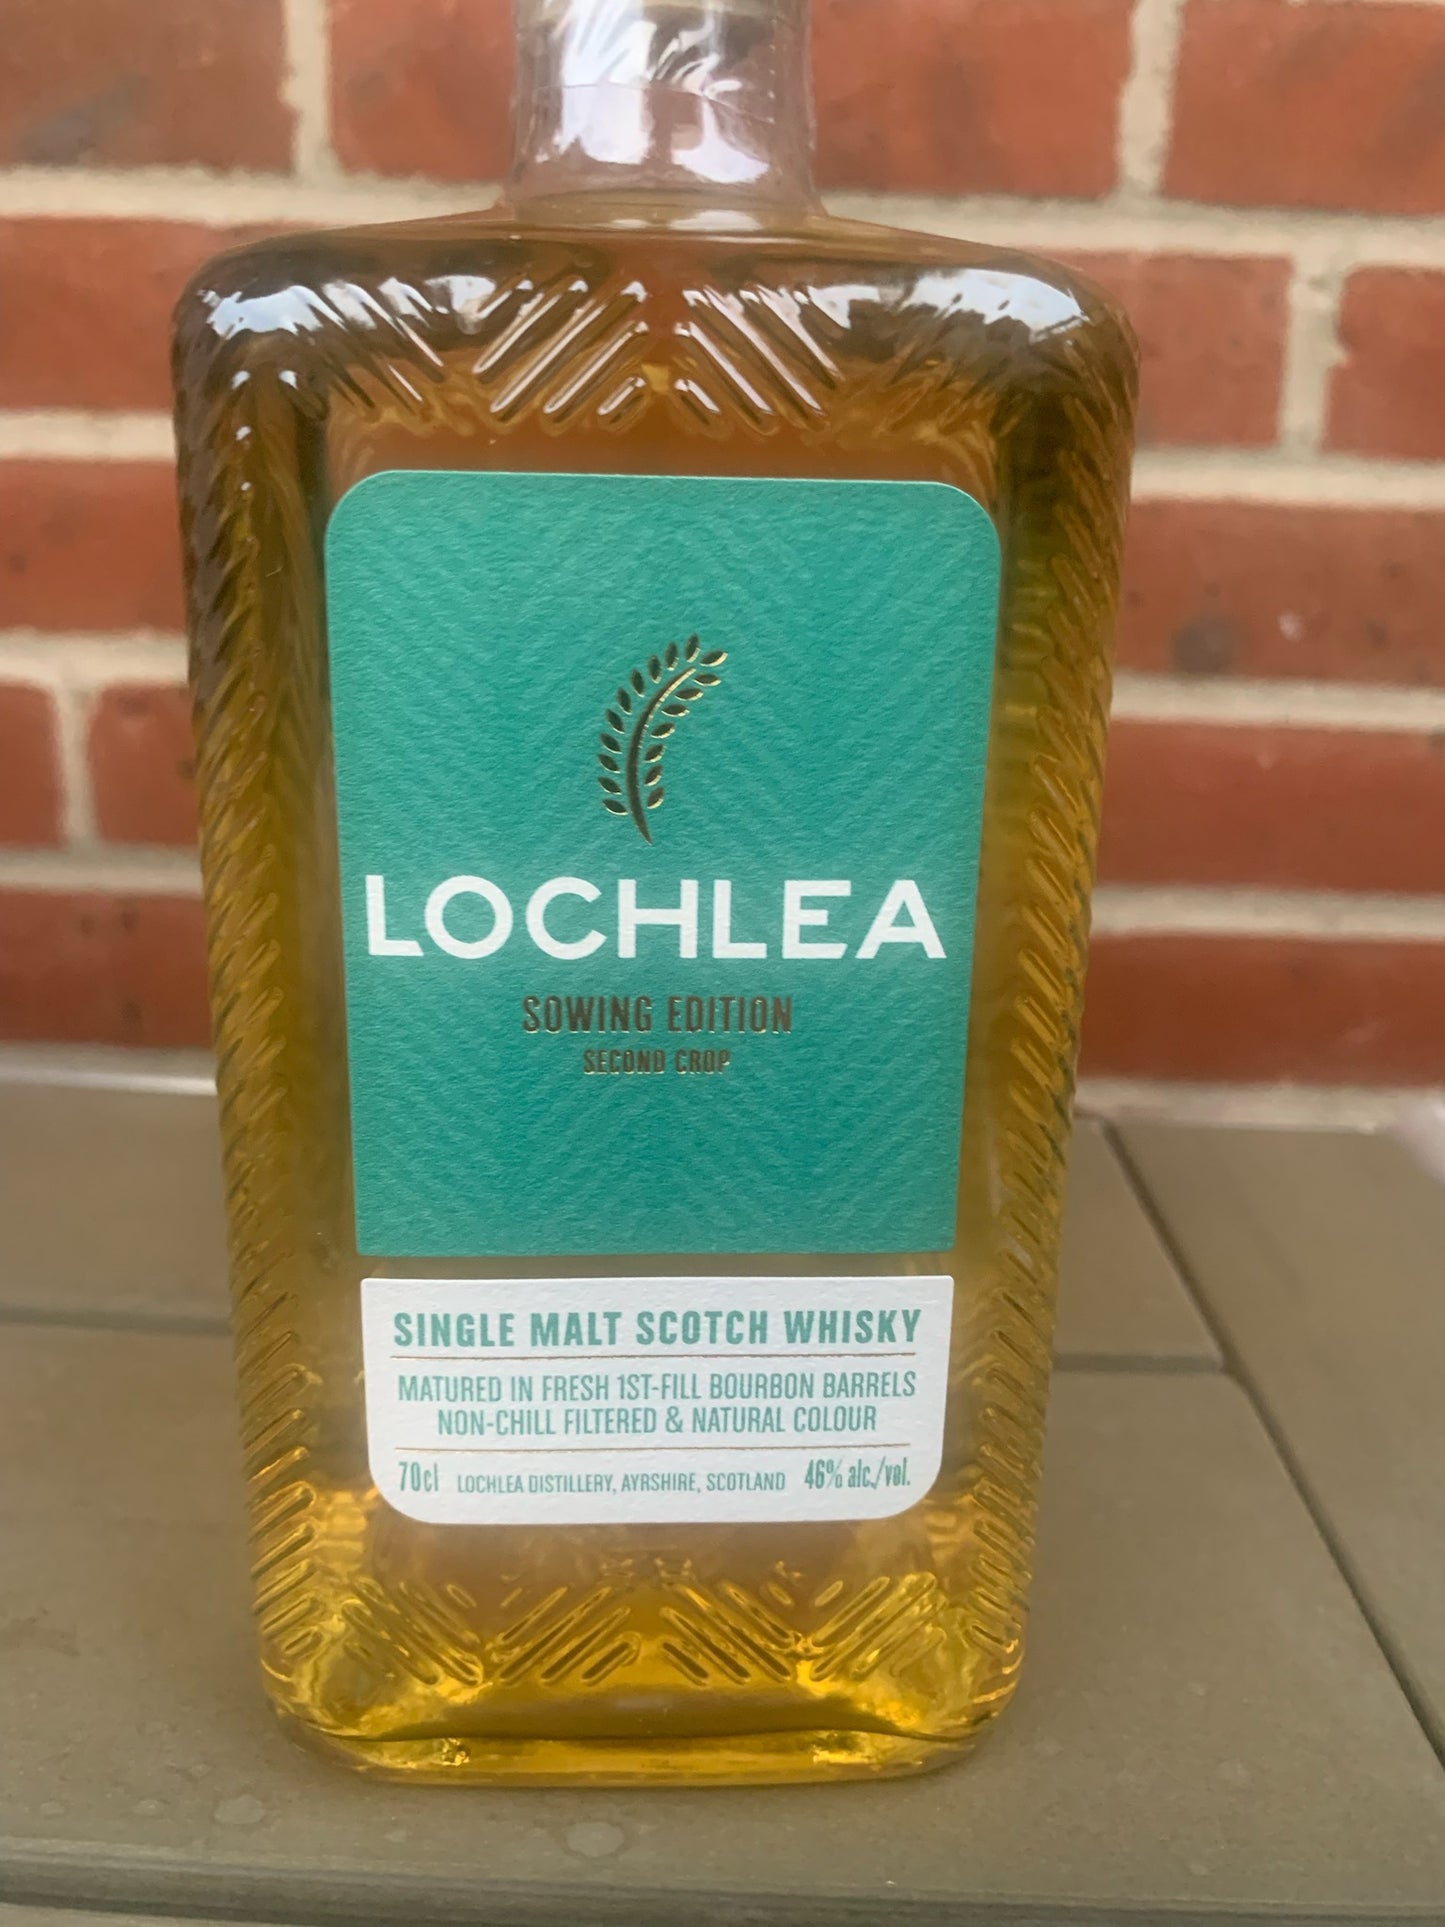 LOCHLEA
SOWING EDITION
SECOND CROP
SINGLE MALT SCOTCH WHISKY
MATURED IN FRESH 1ST-FILL BOURBON BARRELS
NON-CHILL FILTERED & NATURAL COLOUR
70cl LOCHLEA DISTILLERY, AYRSHIRE, SCOTLAND 46% alc./vol.